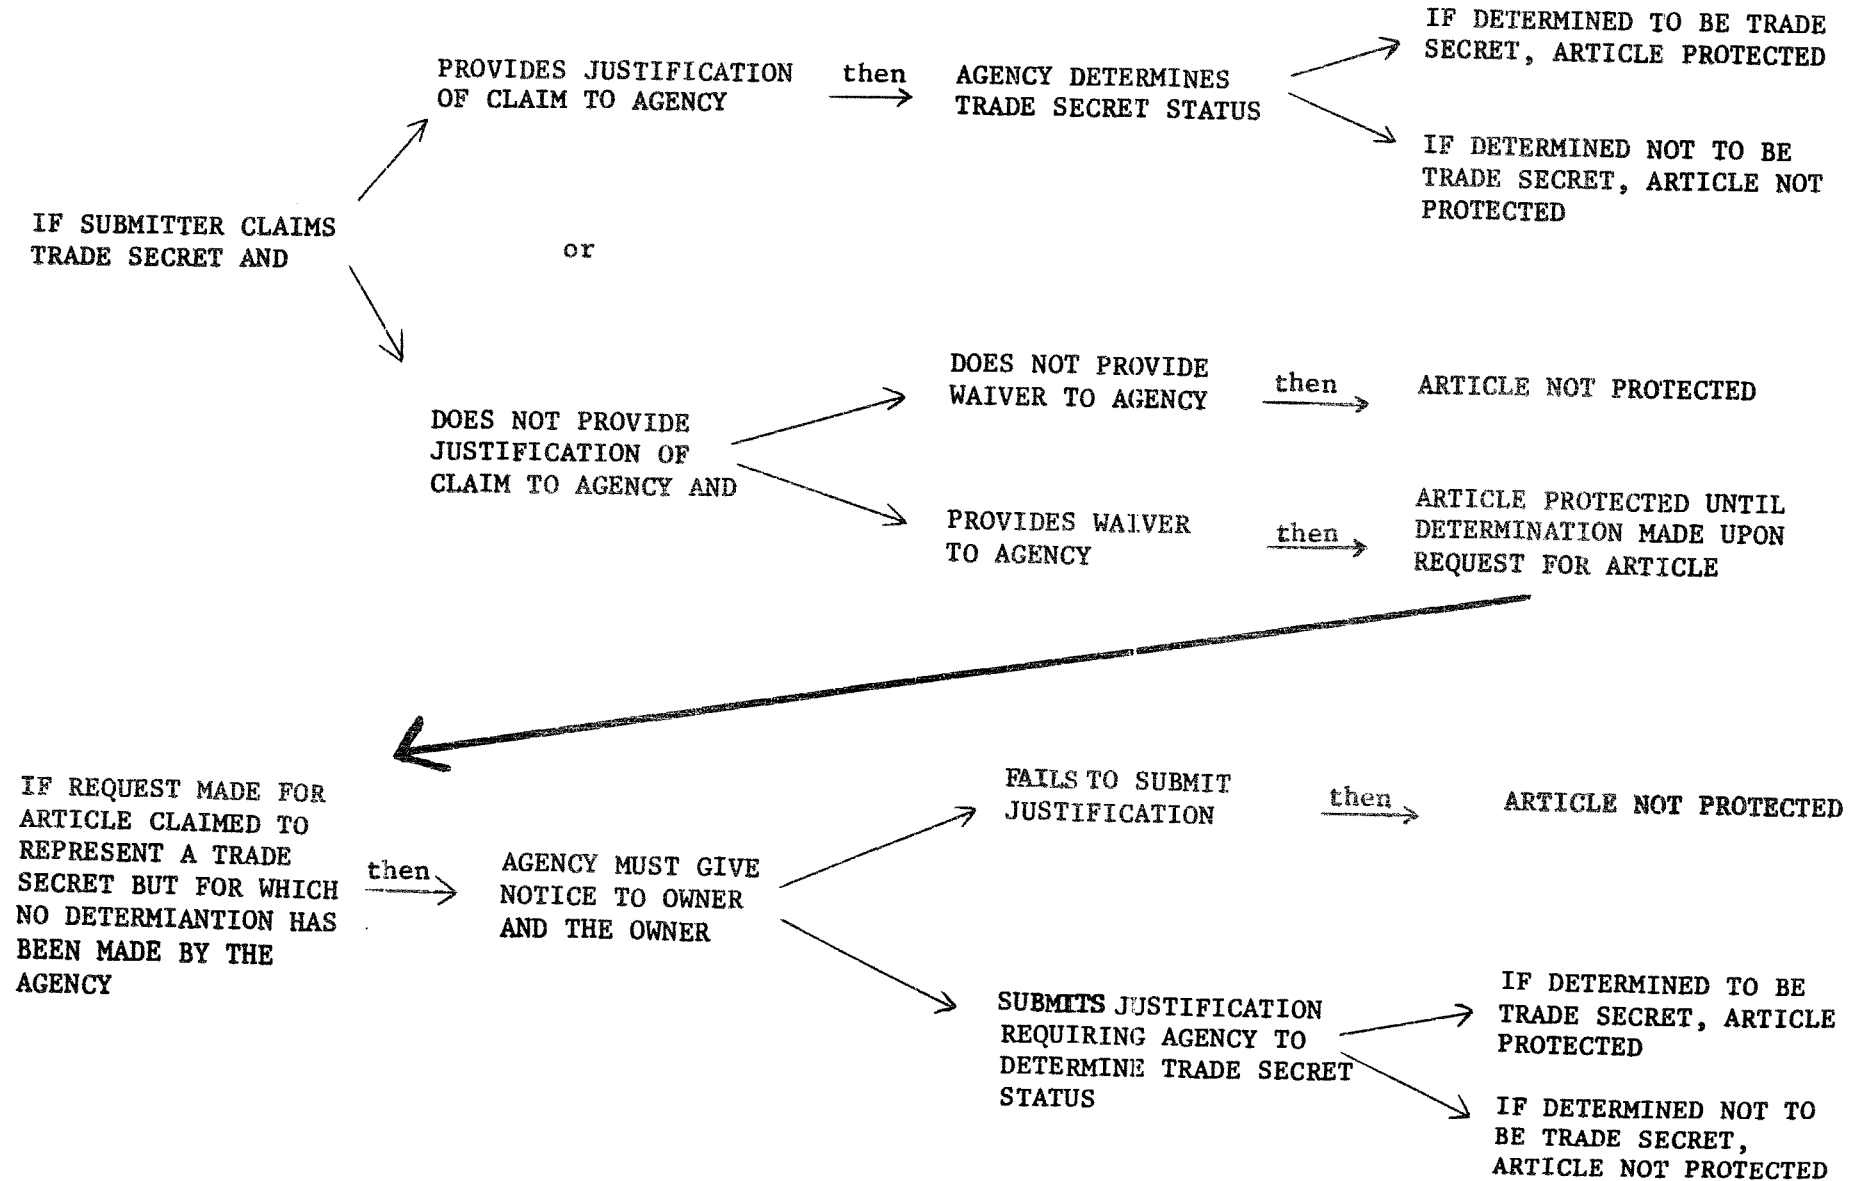 IF DETERMINED TO BE TRADE
SECRET, ARTICLE PROTECTED
PROVIDES JUSTIFICATION
OF CLAIM TO AGENCY
then
AGENCY DETERMINES
TRADE SECRET STATUS
IF DETERMINED NOT TO BE
TRADE SECRET, ARTICLE NOT
PROTECTED
IF SUBMITTER CLAIMS
TRADE SECRET AND
or
DOES NOT PROVIDE
WAIVER TO AGENCY
then
ARTICLE NOT PROTECTED
DOES NOT PROVIDE
JUSTIFICATION OF
CLAIM TO AGENCY AND
PROVIDES WAIVER
TO AGENCY
then
ARTICLE PROTECTED UNTIL
DETERMINATION MADE UPON
REQUEST FOR ARTICLE
IF REQUEST MADE FOR
ARTICLE CLAIMED TO
REPRESENT A TRADE
SECRET BUT FOR WHICH
NO DETERMIANTION HAS
BEEN MADE BY THE
AGENCY
then
AGENCY MUST GIVE
NOTICE TO OWNER
AND THE OWNER
FAILS TO SUBMIT
JUSTIFICATION
then
ARTICLE NOT PROTECTED
SUBMITS JUSTIFICATION
REQUIRING AGENCY TO
DETERMINE TRADE SECRET
STATUS
IF DETERMINED TO BE
TRADE SECRET, ARTICLE
PROTECTED
IF DETERMINED NOT TO
BE TRADE SECRET,
ARTICLE NOT PROTECTED